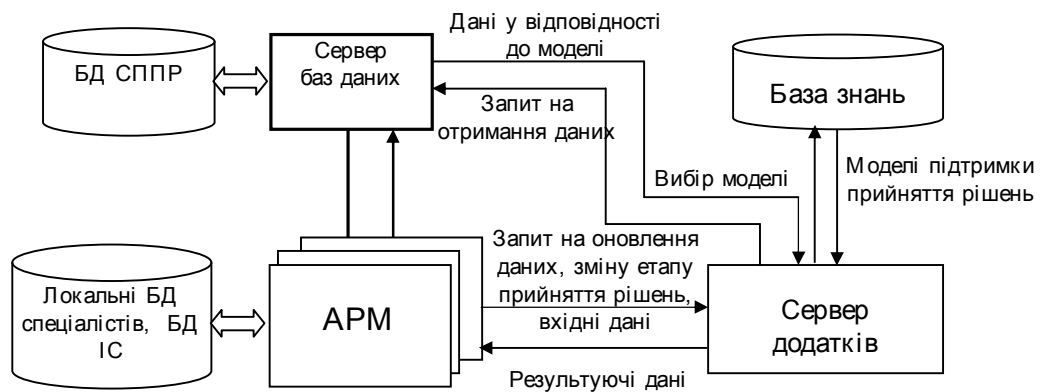 Дані у відповідності
до моделі
БД СППР
Сервер
баз даних
База знань
Запит на
отримання даних
Вибір моделі
Моделі підтримки
прийняття рішень
Запит на оновлення
даних, зміну етапу
прийняття рішень,
вхідні дані
Локальні БД
спеціалістів, БД
ІС
АРМ
Сервер
додатків
Результуючі дані